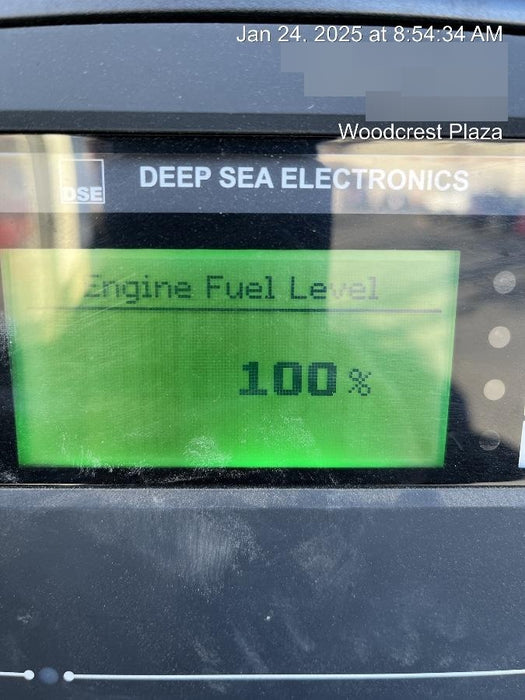 Jan 24, 2025 at 8:54:34 AM
Woodcrest Plaza
DSE
DEEP SEA ELECTRONICS
Engine Fuel Level
100 %